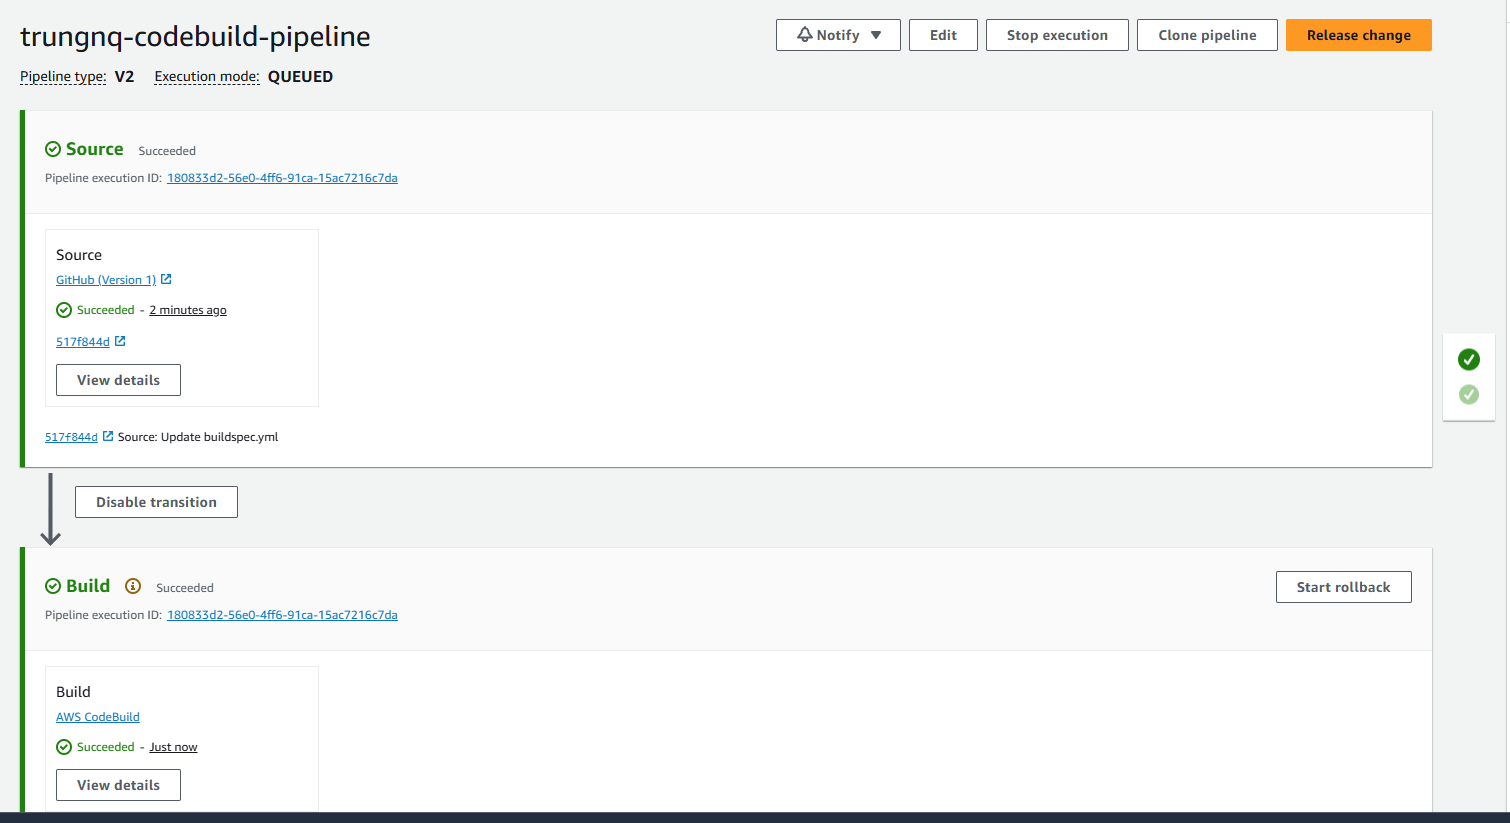 trungnq-codebuild-pipeline
Notify Edit Stop execution Clone pipeline Release change
Pipeline type: V2 Execution mode: QUEUED
Source Succeeded
Pipeline execution ID: 180833d2-56e0-4ff6-91ca-15ac7216c7da
Source
GitHub (Version 1)
Succeeded - 2 minutes ago
517f844d
View details
517f844d Source: Update buildspec.yml
Disable transition
Build Succeeded
Start rollback
Pipeline execution ID: 180833d2-56e0-4ff6-91ca-15ac7216c7da
Build
AWS CodeBuild
Succeeded - Just now
View details